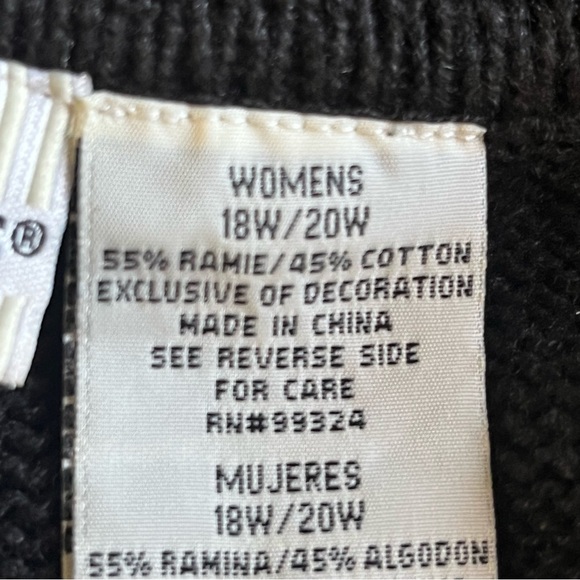 WOMENS
18W/20W
55% RAMIE/45% COTTON
EXCLUSIVE OF DECORATION
MADE IN CHINA
SEE REVERSE SIDE
FOR CARE
RN#99324
MUJERES
18W/20W
55% RAMINA/45% ALGODON
®